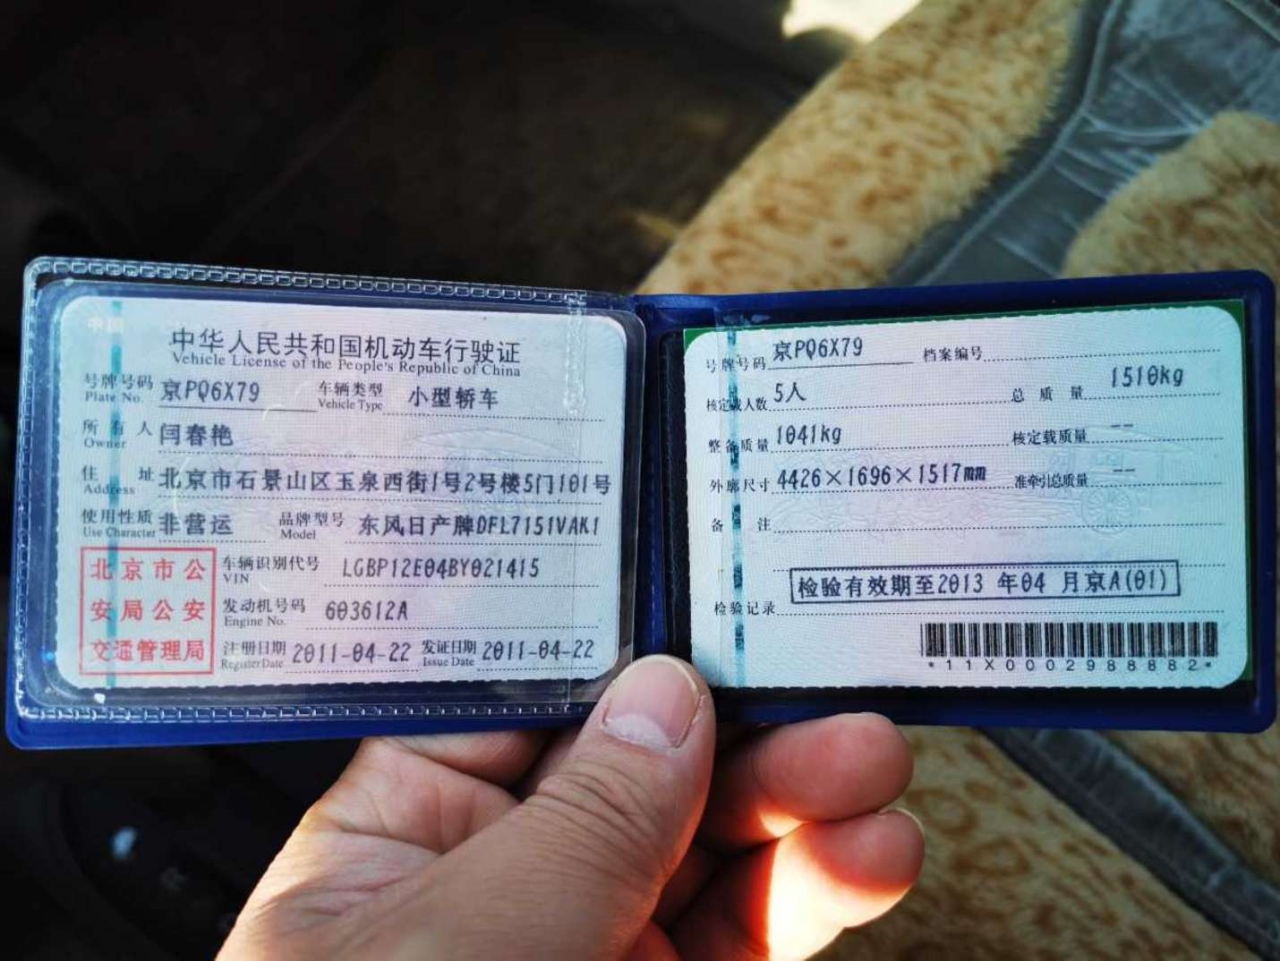 中国
中华人民共和国机动车行驶证
Vehicle License of the People's Republic of China
号牌号码 Plate No. 京PQ6X79 车辆类型 Vehicle Type 小型轿车
所有人 Owner 闫春艳
住址 Address 北京市石景山区玉泉西街1号2号楼5门101号
使用性质 Use Character 非营运 品牌型号 Model 东风日产牌DFL7151VAK1
北京市公
安局公安
交通管理局
车辆识别代号 VIN LGBP12E04BY021415
发动机号码 Engine No. 603612A
注册日期 Register Date 2011-04-22 发证日期 Issue Date 2011-04-22
号牌号码 京PQ6X79 档案编号
核定载人数 5人 总质量 1510kg
整备质量 1041kg 核定载质量 --
外廓尺寸 4426×1696×1517mm 准牵引总质量 --
备注
检验有效期至2013 年04 月京A(01)
检验记录
*11X0002988882*